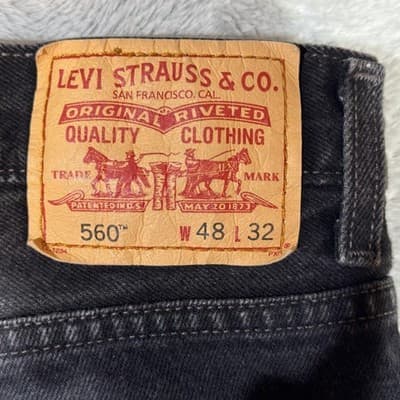 LEVI STRAUSS & CO.
SAN FRANCISCO, CAL.
ORIGINAL RIVETED
QUALITY CLOTHING
TRADE MARK
PATENTED IN U.S. MAY 20 1873
560™ W 48 L 32